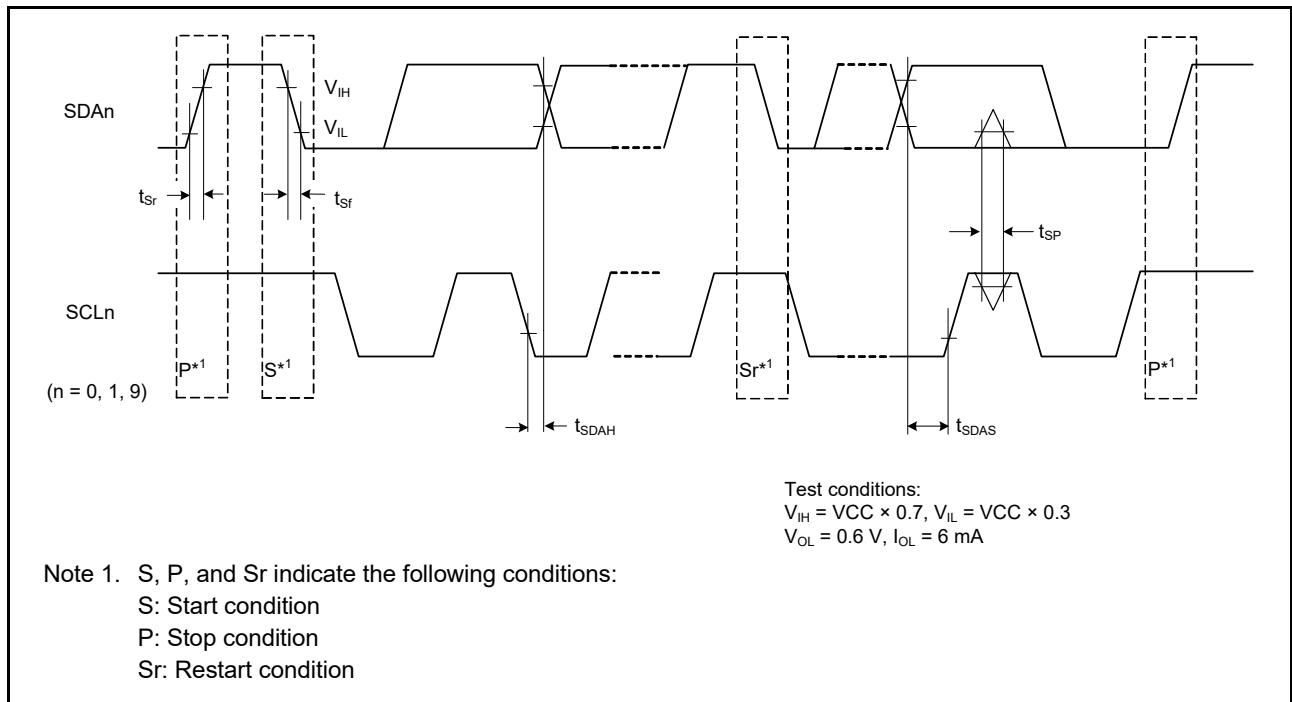 SDAn
V_IH
V_IL
t_Sr
t_Sf
t_SP
SCLn
P*1
S*1
Sr*1
P*1
(n = 0, 1, 9)
t_SDAH
t_SDAS
Test conditions:
V_IH = VCC × 0.7, V_IL = VCC × 0.3
V_OL = 0.6 V, I_OL = 6 mA
Note 1. S, P, and Sr indicate the following conditions:
S: Start condition
P: Stop condition
Sr: Restart condition